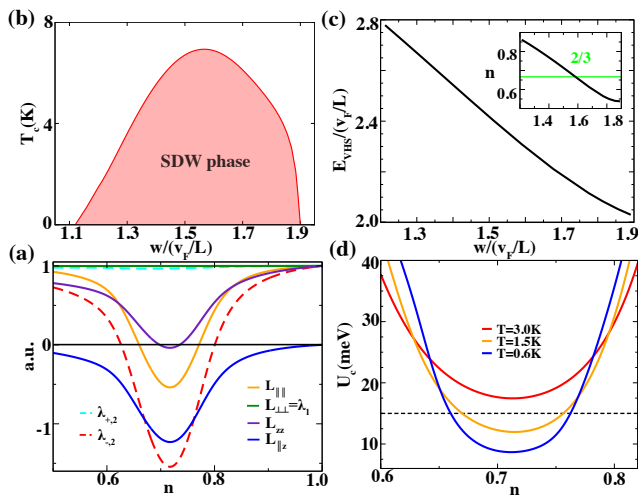 (b)
8
4
0
T_c(K)
SDW phase
1.1 1.3 1.5 1.7 1.9
w/(v_F/L)
(c)
2.8
2.6
2.4
2.2
2.0
E_VHS/(v_F/L)
n
0.8
0.6
2/3
1.4 1.6 1.8
1.3 1.5 1.7 1.9
w/(v_F/L)
(a)
1
0
-1
a.u.
λ_{+,2}
λ_{-,2}
L_{∥∥}
L_{⊥⊥}=λ_1
L_{zz}
L_{∥z}
0.6 0.8 1.0
n
(d)
40
30
20
10
U_c(meV)
T=3.0K
T=1.5K
T=0.6K
0.6 0.7 0.8
n